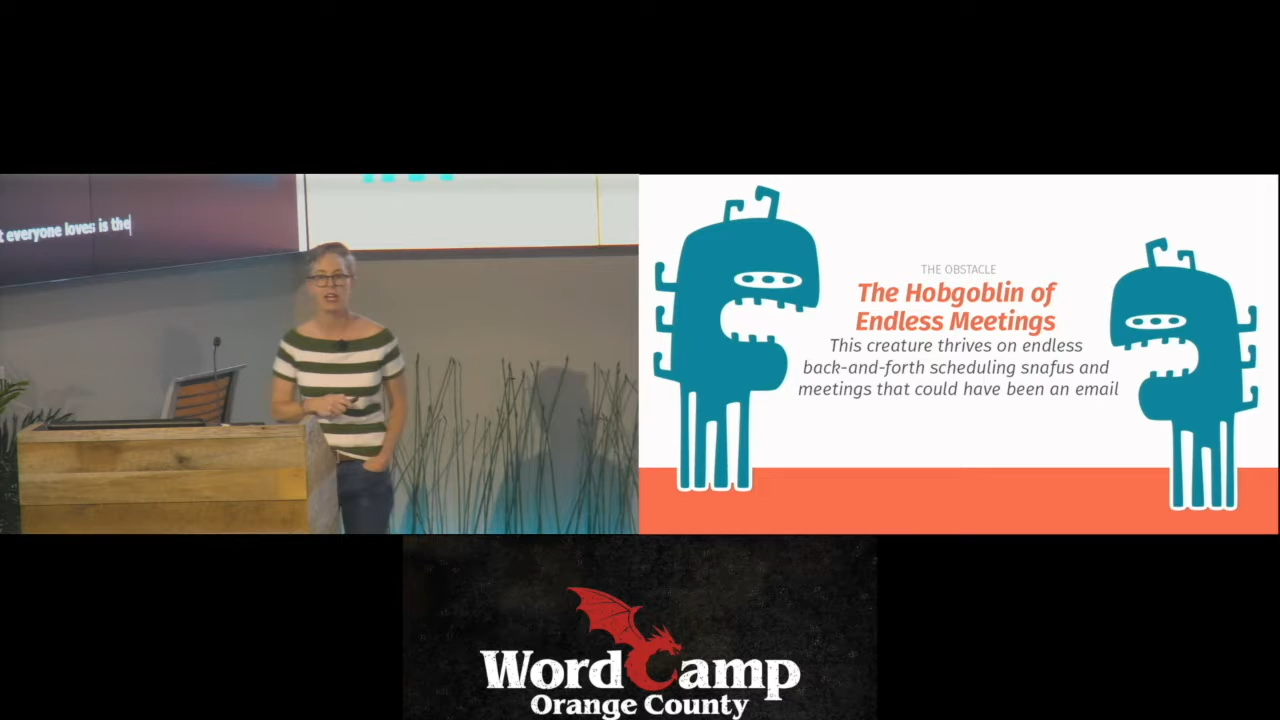 t everyone loves is the
THE OBSTACLE
The Hobgoblin of
Endless Meetings
This creature thrives on endless
back-and-forth scheduling snafus and
meetings that could have been an email
WordCamp
Orange County